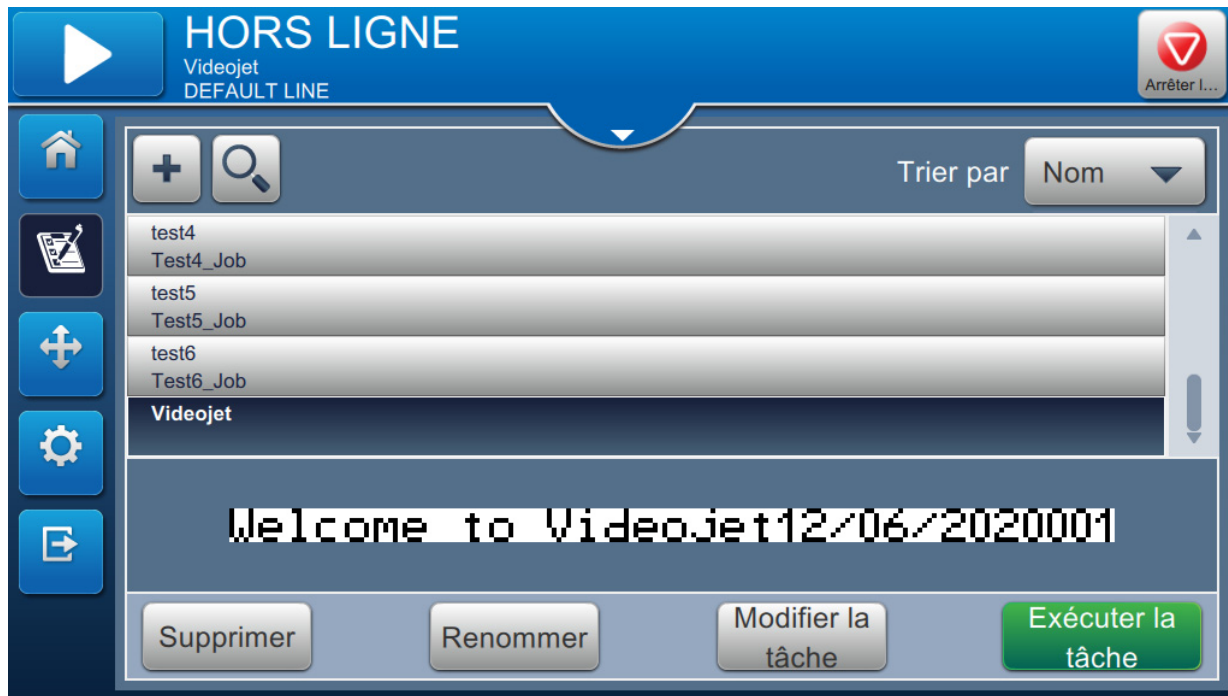 HORS LIGNE
Videojet
DEFAULT LINE
Arrêter l...
Trier par
Nom
test4
Test4_Job
test5
Test5_Job
test6
Test6_Job
Videojet
Welcome to Videojet12/06/2020001
Supprimer
Renommer
Modifier la
tâche
Exécuter la
tâche